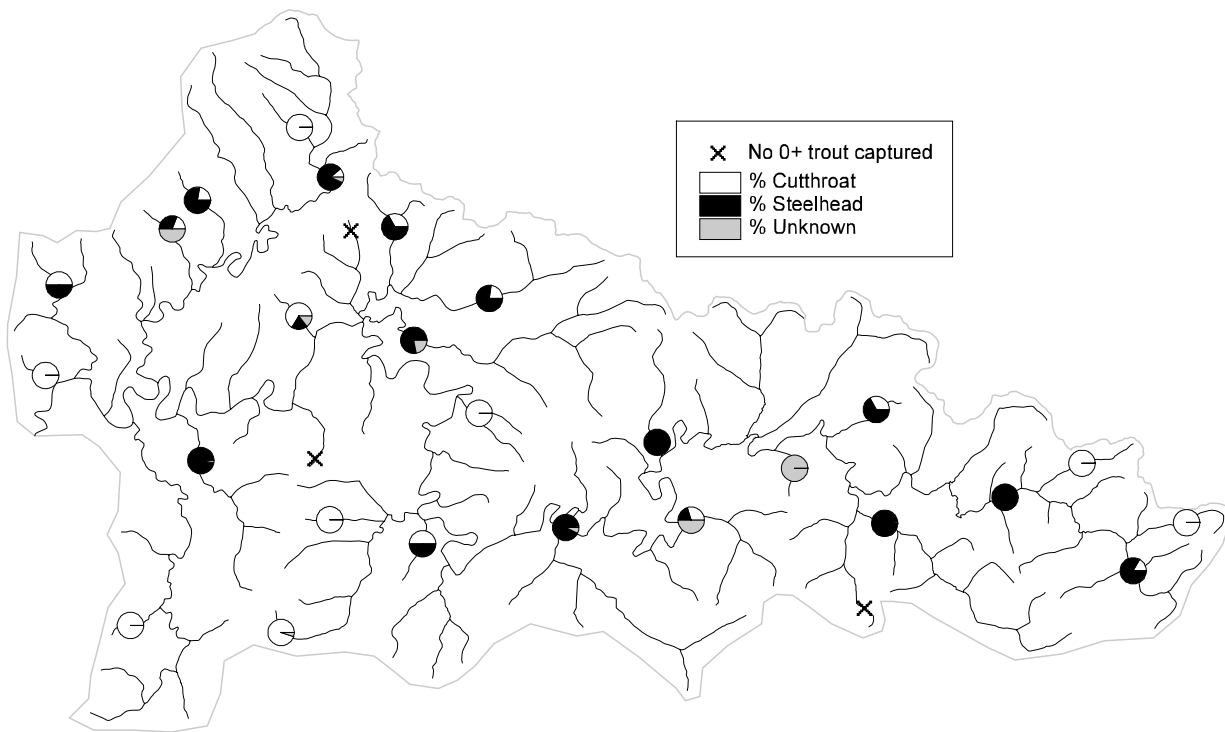 No 0+ trout captured
% Cutthroat
% Steelhead
% Unknown